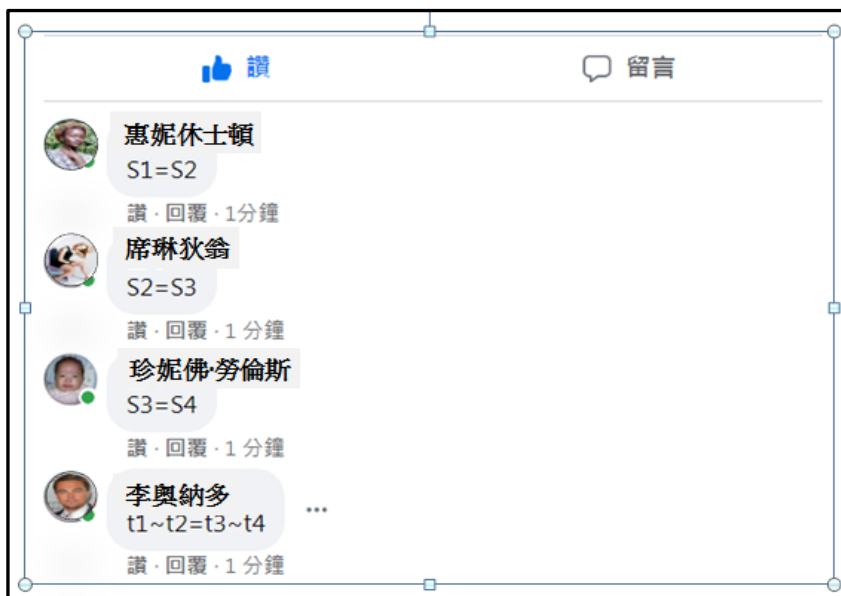 讚 留言
惠妮休士頓
S1=S2
讚 · 回覆 · 1分鐘
席琳狄翁
S2=S3
讚 · 回覆 · 1 分鐘
珍妮佛·勞倫斯
S3=S4
讚 · 回覆 · 1 分鐘
李奧納多
t1~t2=t3~t4
讚 · 回覆 · 1 分鐘